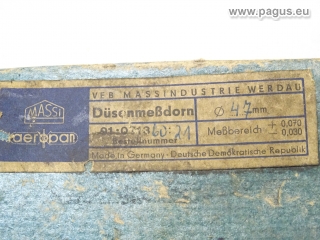 www.pagus.eu
VEB MASSINDUSTRIE WERDAU
MASSI
Düsenmeßdorn
ø 47 mm
aeropan
Meßbereich + 0,070 − 0,030
Bestellnummer
Made in Germany - Deutsche Demokratische Republik